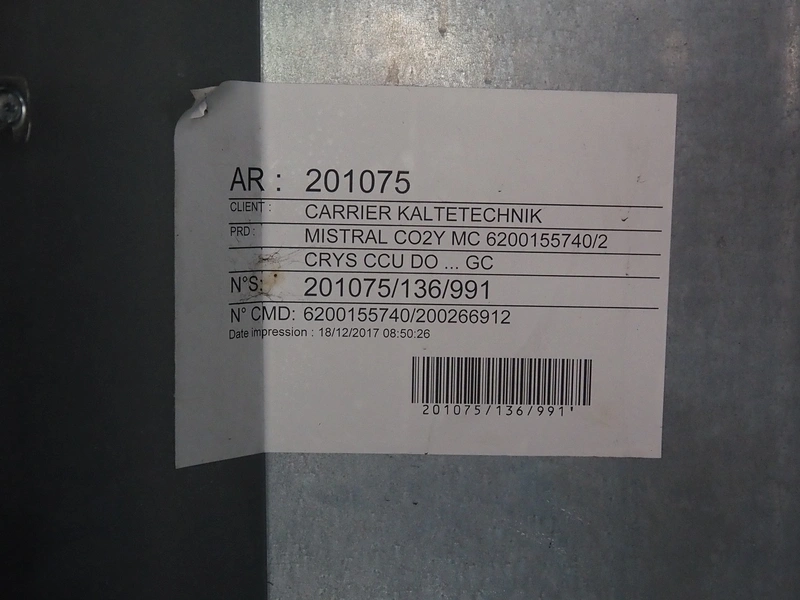 AR : 201075
CLIENT : CARRIER KALTETECHNIK
PRD : MISTRAL CO2Y MC 6200155740/2
CRYS CCU DO ... GC
N°S: 201075/136/991
N° CMD: 6200155740/200266912
Date impression : 18/12/2017 08:50:26
201075/136/991'